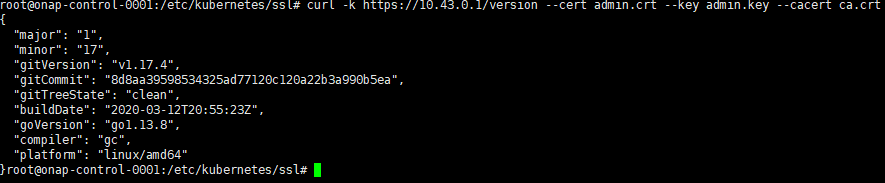 root@onap-control-0001:/etc/kubernetes/ssl# curl -k https://10.43.0.1/version --cert admin.crt --key admin.key --cacert ca.crt
{
  "major": "1",
  "minor": "17",
  "gitVersion": "v1.17.4",
  "gitCommit": "8d8aa39598534325ad77120c120a22b3a990b5ea",
  "gitTreeState": "clean",
  "buildDate": "2020-03-12T20:55:23Z",
  "goVersion": "go1.13.8",
  "compiler": "gc",
  "platform": "linux/amd64"
}root@onap-control-0001:/etc/kubernetes/ssl#